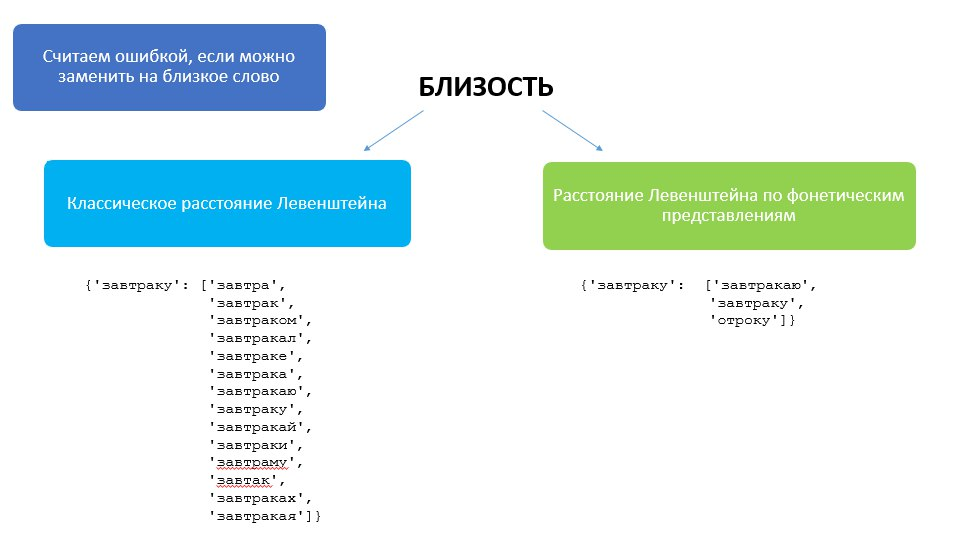 Считаем ошибкой, если можно
заменить на близкое слово
БЛИЗОСТЬ
Классическое расстояние Левенштейна
Расстояние Левенштейна по фонетическим
представлениям
{'завтраку': ['завтра',
'завтрак',
'завтраком',
'завтракал',
'завтраке',
'завтрака',
'завтракаю',
'завтраку',
'завтракай',
'завтраки',
'завтраму',
'завтак',
'завтраках',
'завтракая']}
{'завтраку': ['завтракаю',
'завтраку',
'отроку']}